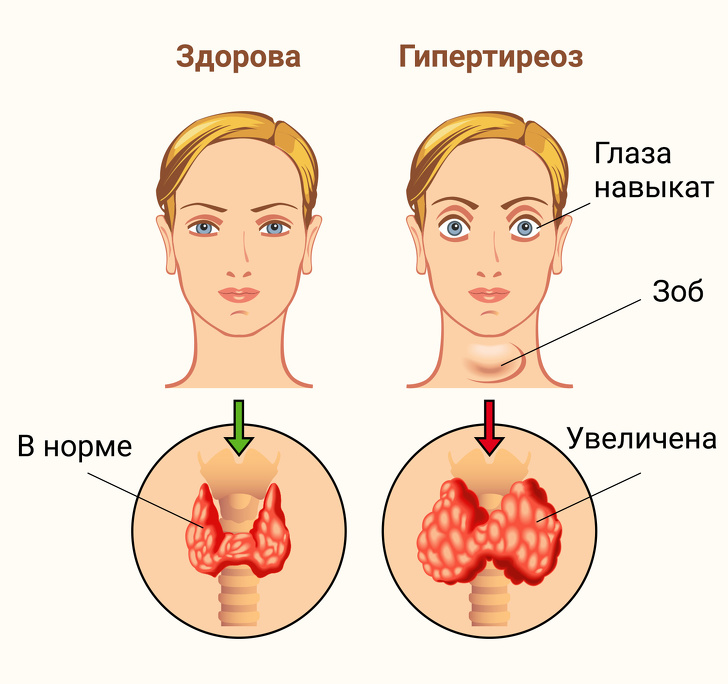 Здорова
Гипертиреоз
Глаза
навыкат
Зоб
В норме
Увеличена